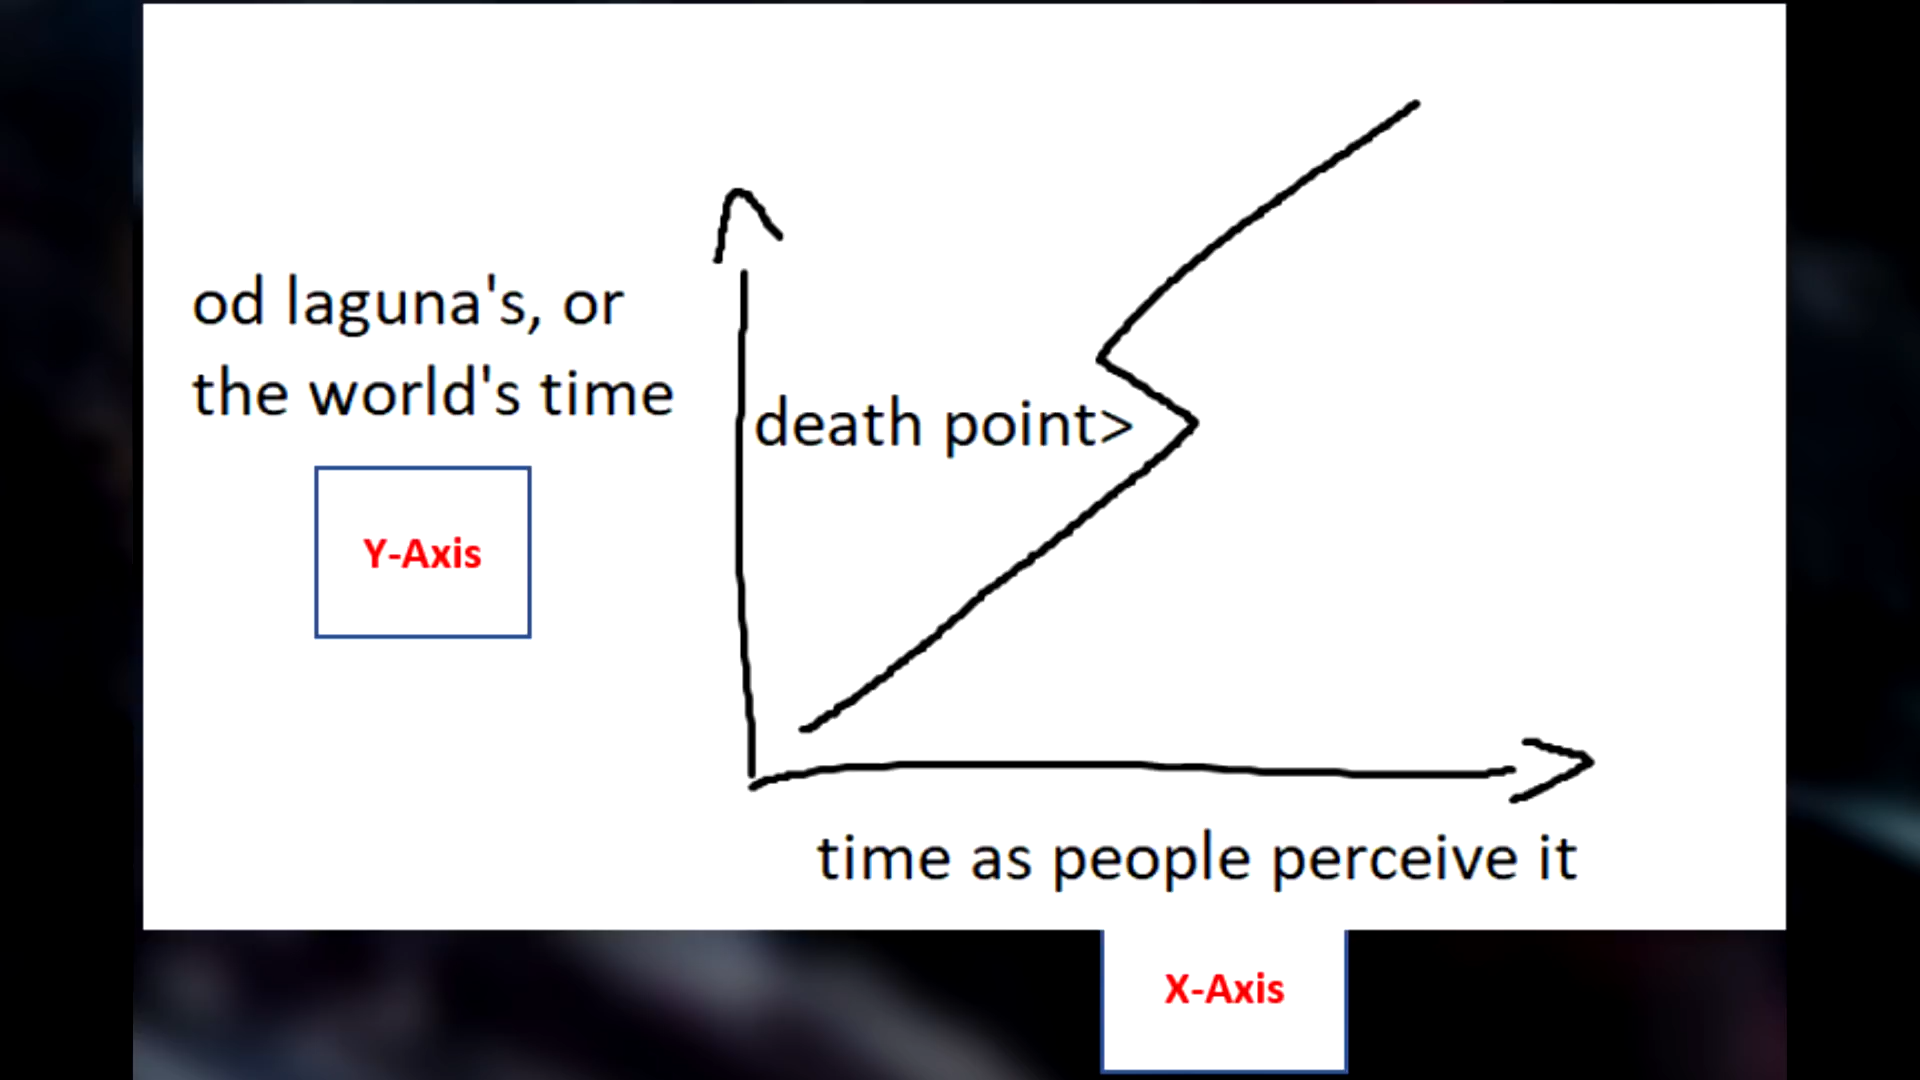 od laguna's, or
the world's time
death point>
Y-Axis
time as people perceive it
X-Axis